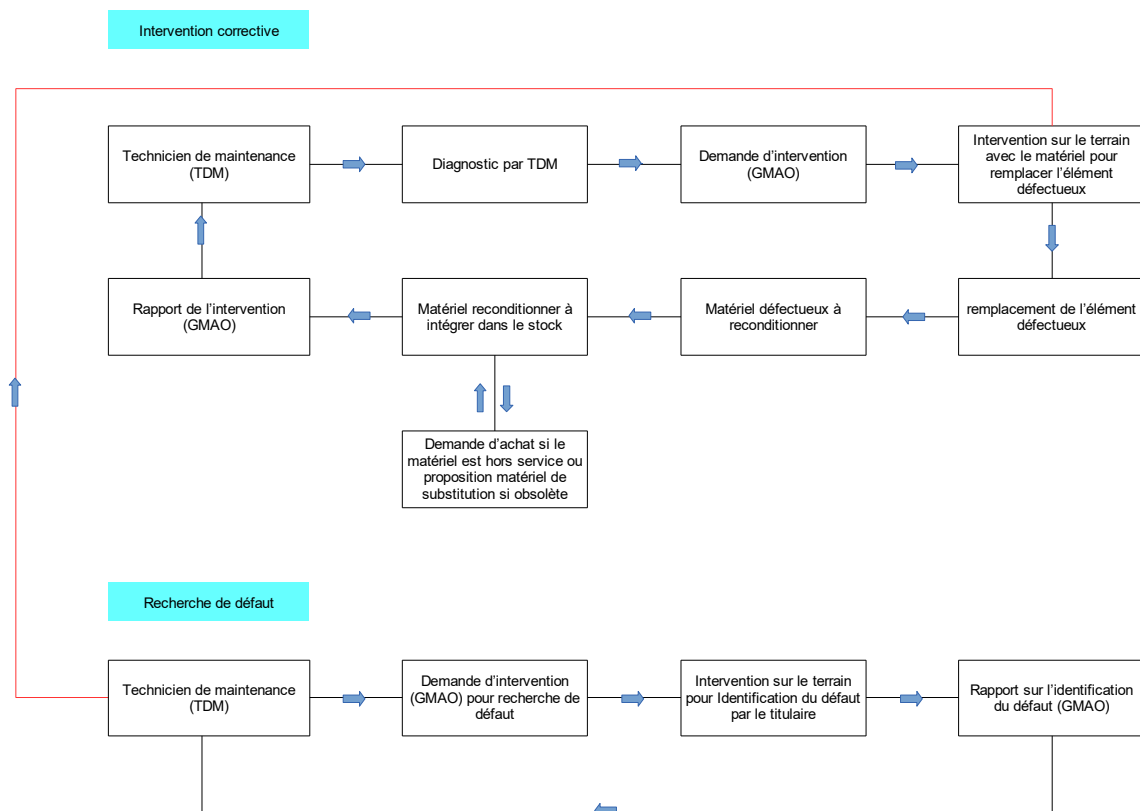 Intervention corrective
Technicien de maintenance
(TDM)
Diagnostic par TDM
Demande d'intervention
(GMAO)
Intervention sur le terrain
avec le matériel pour
remplacer l'élément
défectueux
Rapport de l'intervention
(GMAO)
Matériel reconditionner à
intégrer dans le stock
Matériel défectueux à
reconditionner
remplacement de l'élément
défectueux
Demande d'achat si le
matériel est hors service ou
proposition matériel de
substitution si obsolète
Recherche de défaut
Technicien de maintenance
(TDM)
Demande d'intervention
(GMAO) pour recherche de
défaut
Intervention sur le terrain
pour Identification du défaut
par le titulaire
Rapport sur l'identification
du défaut (GMAO)